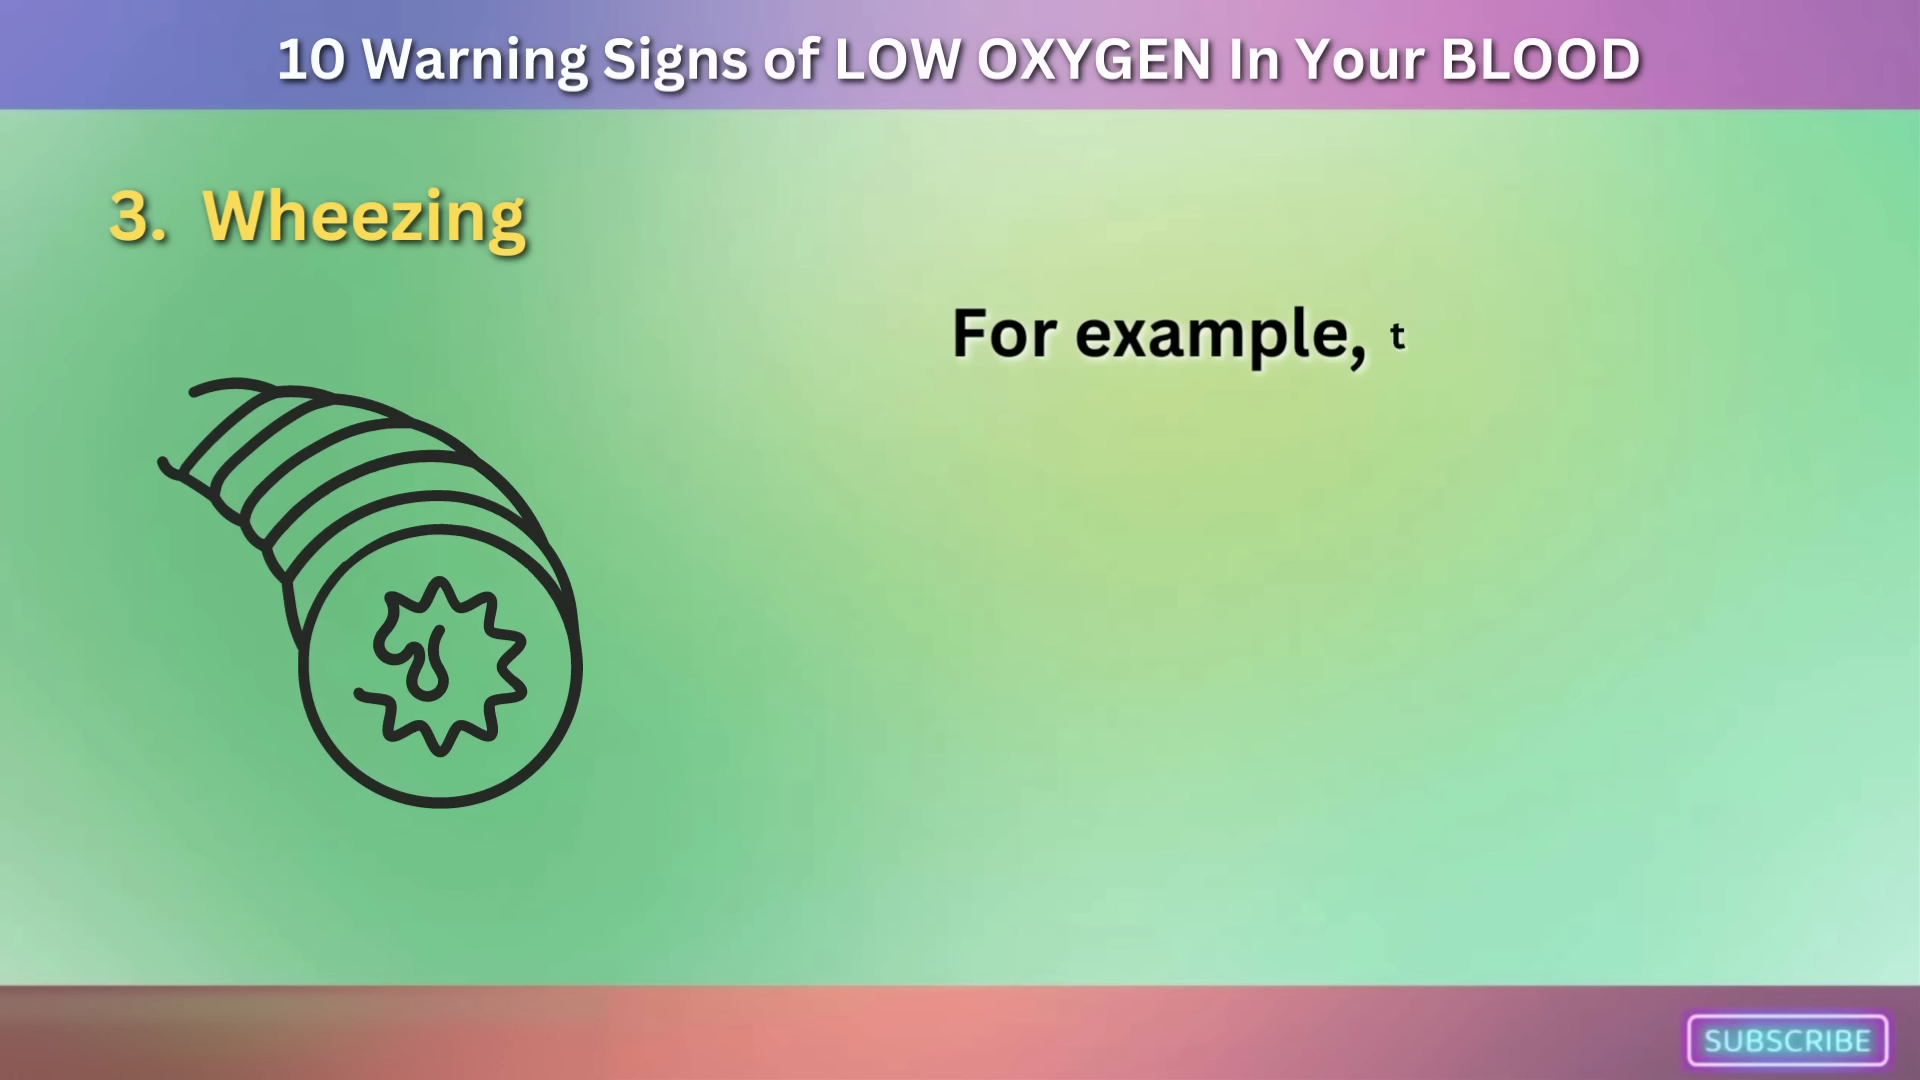 10 Warning Signs of LOW OXYGEN In Your BLOOD
3. Wheezing
For example, t
SUBSCRIBE